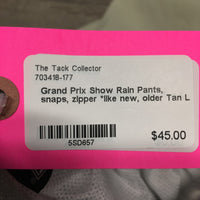 The Tack Collector
703418-177
Grand Prix Show Rain Pants,
snaps, zipper *like new, older Tan L
5SD857
$45.00